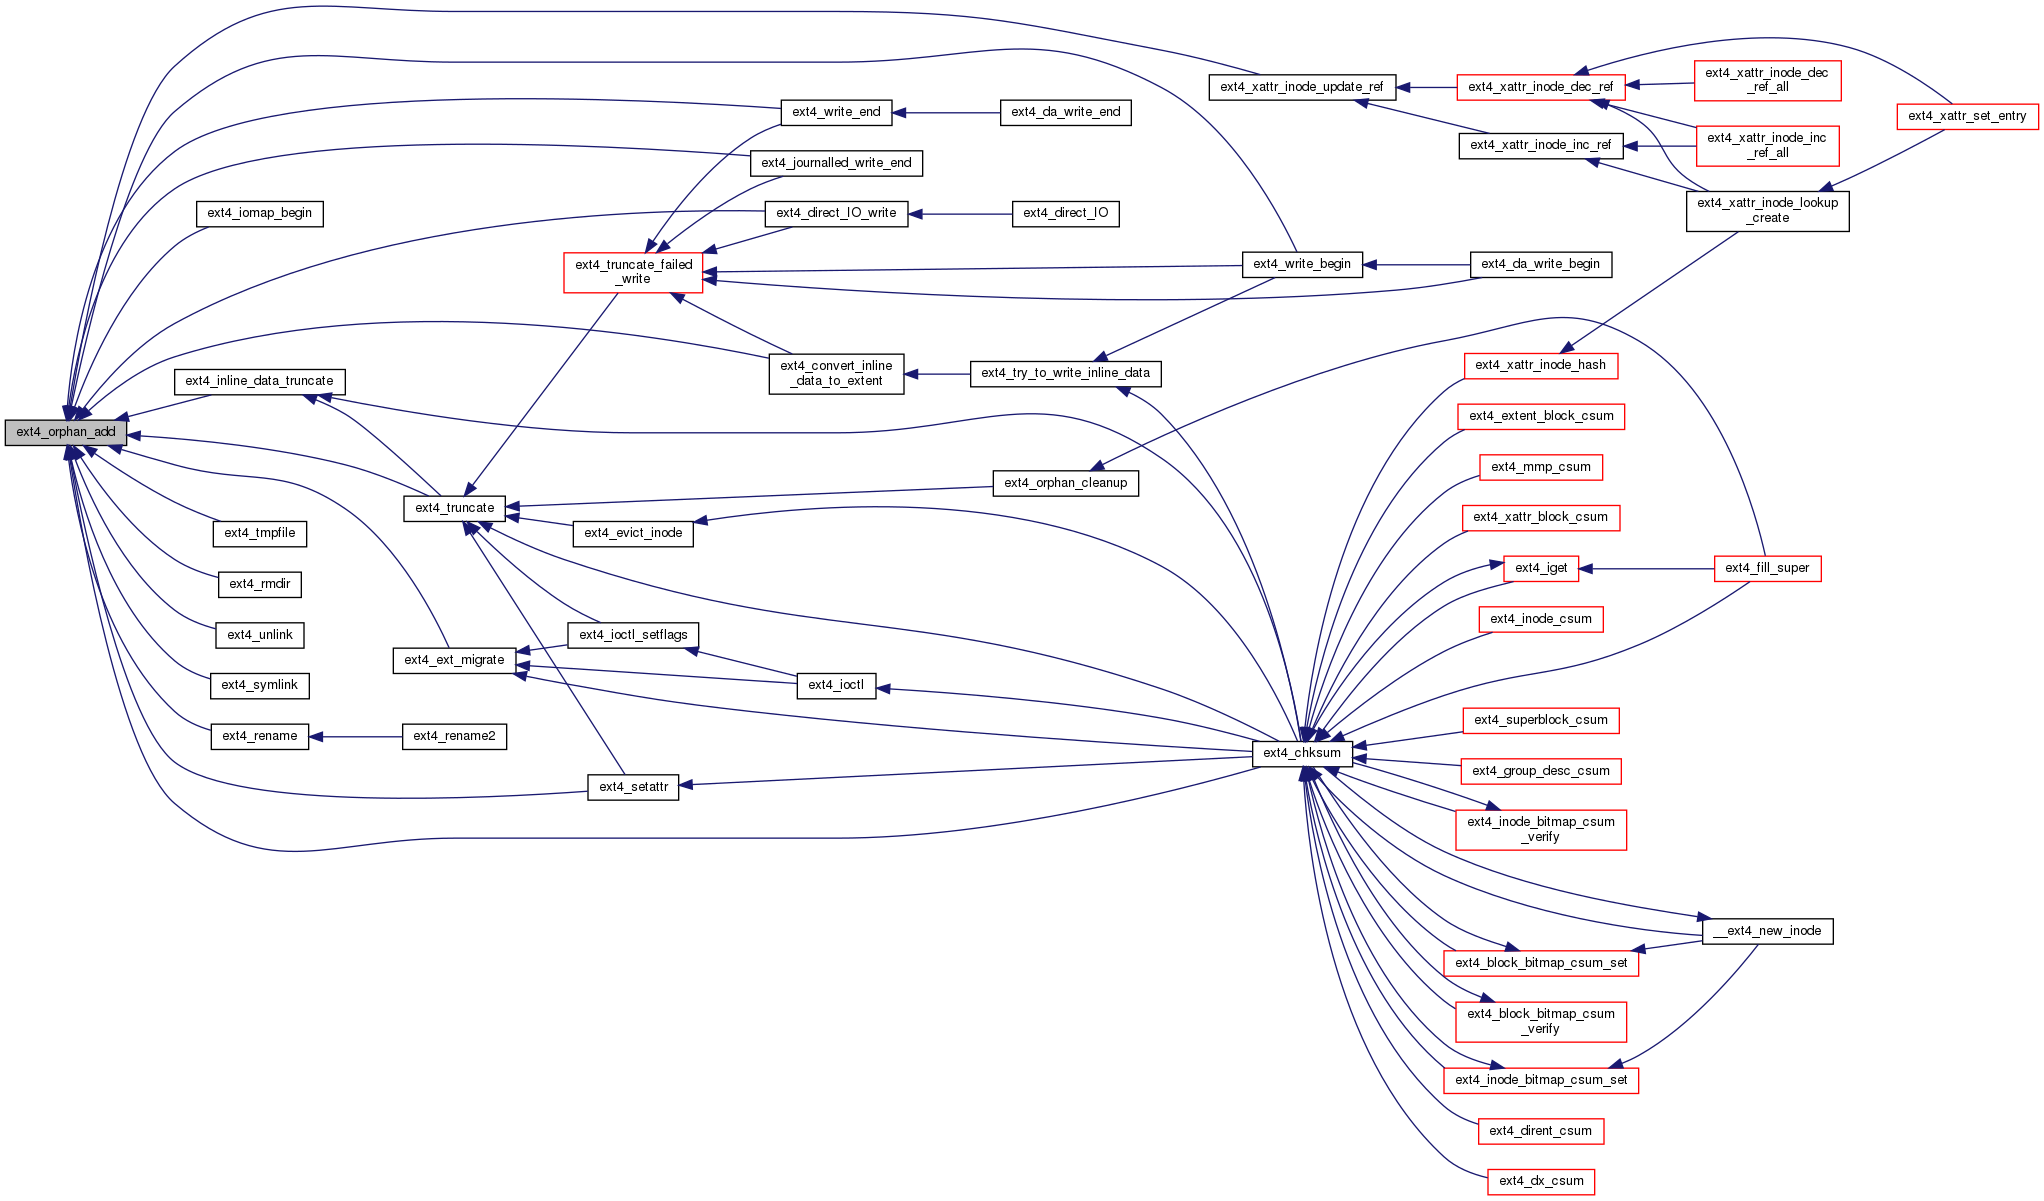 ext4_orphan_add
ext4_iomap_begin
ext4_inline_data_truncate
ext4_tmpfile
ext4_rmdir
ext4_unlink
ext4_symlink
ext4_rename
ext4_truncate
ext4_ext_migrate
ext4_rename2
ext4_truncate_failed
_write
ext4_evict_inode
ext4_ioctl_setflags
ext4_setattr
ext4_write_end
ext4_journalled_write_end
ext4_direct_IO_write
ext4_convert_inline
_data_to_extent
ext4_ioctl
ext4_da_write_end
ext4_direct_IO
ext4_try_to_write_inline_data
ext4_orphan_cleanup
ext4_xattr_inode_update_ref
ext4_write_begin
ext4_chksum
ext4_xattr_inode_dec_ref
ext4_xattr_inode_inc_ref
ext4_da_write_begin
ext4_xattr_inode_hash
ext4_extent_block_csum
ext4_mmp_csum
ext4_xattr_block_csum
ext4_iget
ext4_inode_csum
ext4_superblock_csum
ext4_group_desc_csum
ext4_inode_bitmap_csum
_verify
ext4_block_bitmap_csum_set
ext4_block_bitmap_csum
_verify
ext4_inode_bitmap_csum_set
ext4_dirent_csum
ext4_dx_csum
ext4_xattr_inode_dec
_ref_all
ext4_xattr_inode_inc
_ref_all
ext4_xattr_inode_lookup
_create
ext4_fill_super
__ext4_new_inode
ext4_xattr_set_entry